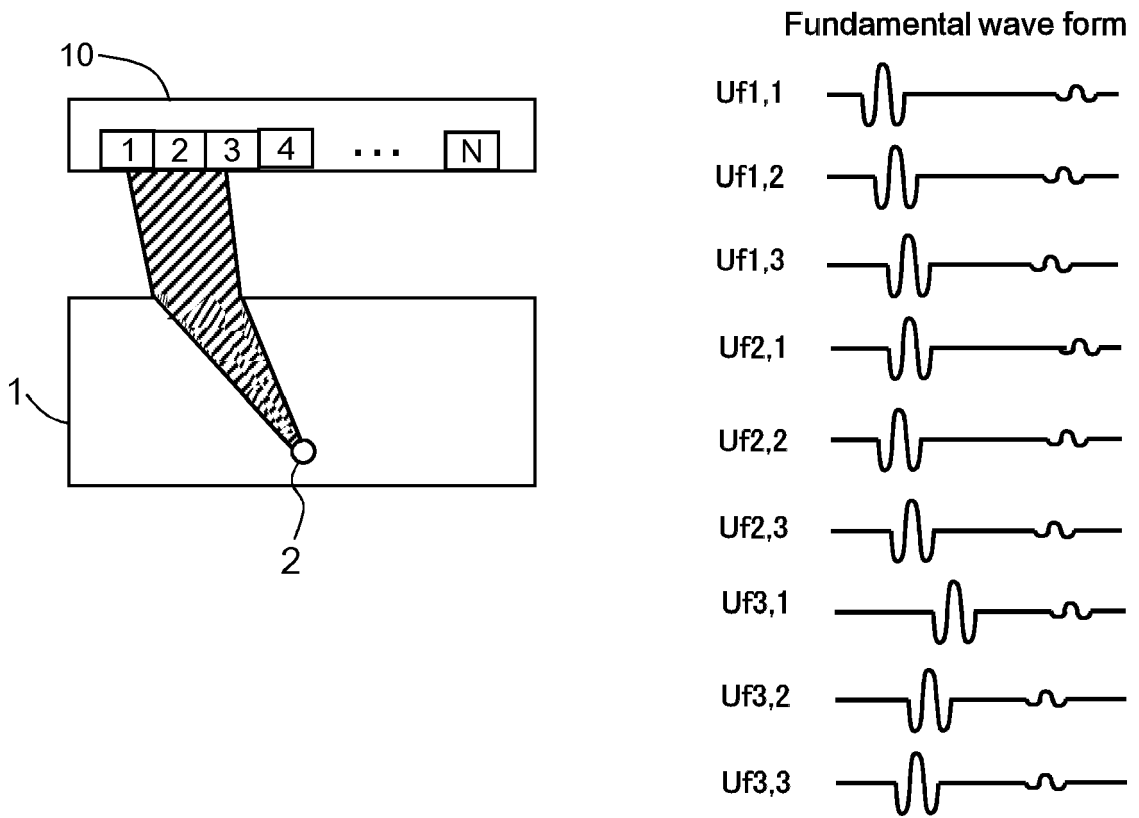 10
1 2 3 4 ... N
1
2
Fundamental wave form
Uf1,1
Uf1,2
Uf1,3
Uf2,1
Uf2,2
Uf2,3
Uf3,1
Uf3,2
Uf3,3